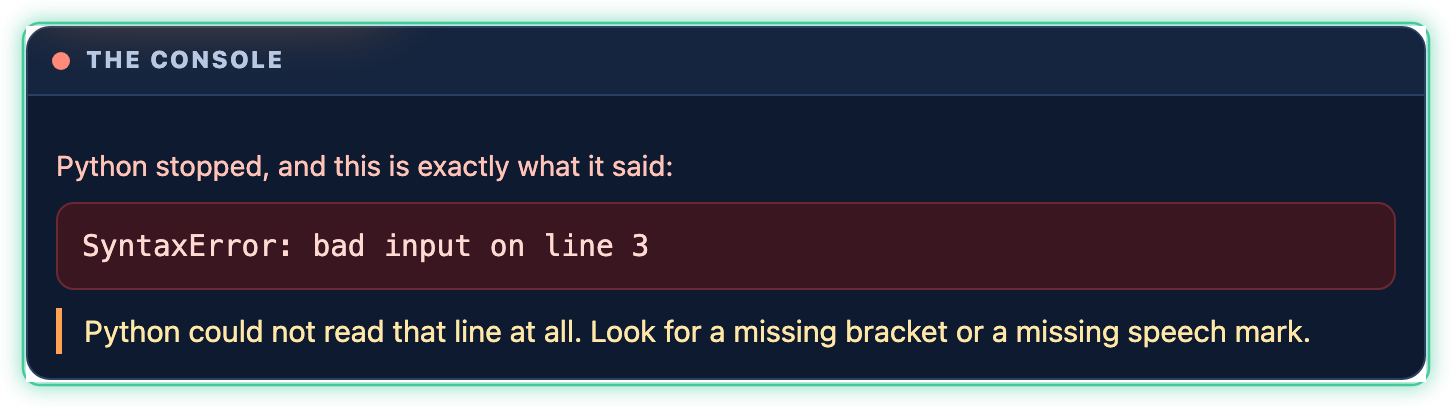 THE CONSOLE
Python stopped, and this is exactly what it said:
SyntaxError: bad input on line 3
Python could not read that line at all. Look for a missing bracket or a missing speech mark.